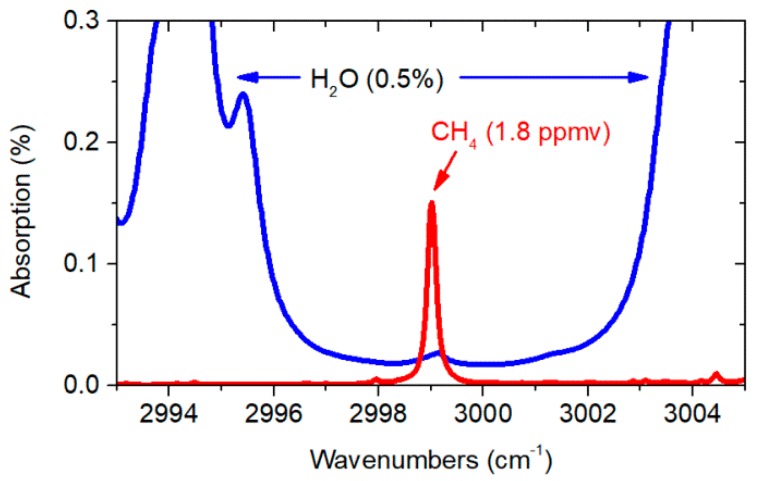 0.3
H₂O (0.5%)
CH₄ (1.8 ppmv)
0.2
Absorption (%)
0.1
0.0
2994 2996 2998 3000 3002 3004
Wavenumbers (cm⁻¹)